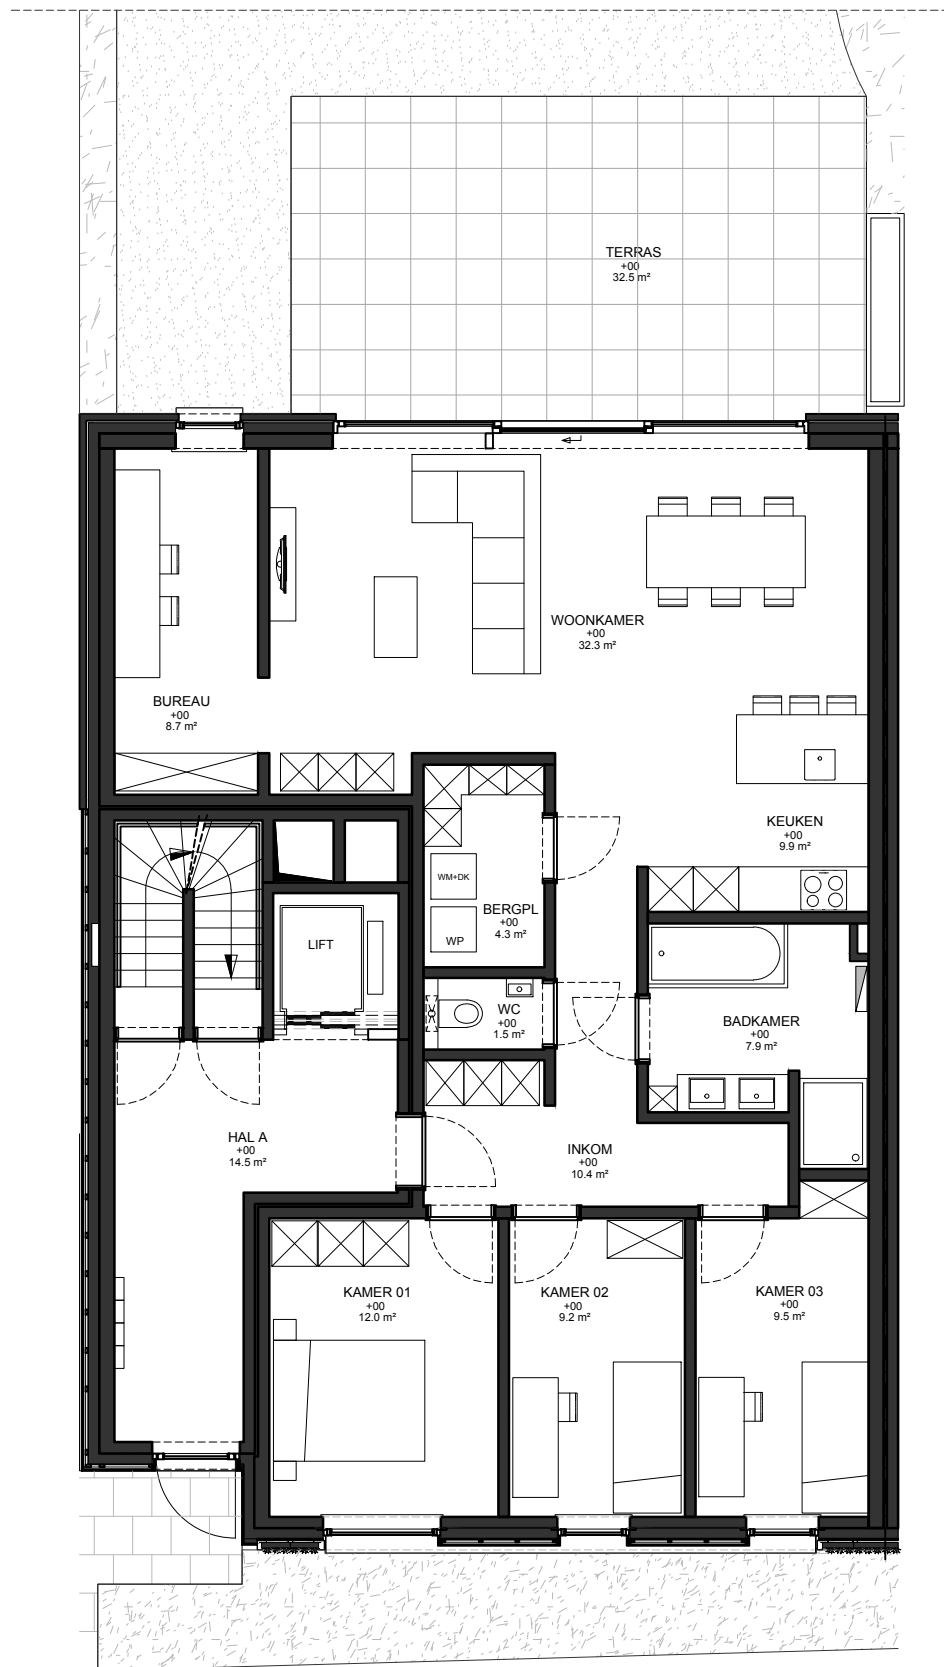 TERRAS
+00
32.5 m²
WOONKAMER
+00
32.3 m²
BUREAU
+00
8.7 m²
KEUKEN
+00
9.9 m²
WM+DK
BERGPL
+00
4.3 m²
WP
LIFT
WC
+00
1.5 m²
BADKAMER
+00
7.9 m²
HAL A
+00
14.5 m²
INKOM
+00
10.4 m²
KAMER 01
+00
12.0 m²
KAMER 02
+00
9.2 m²
KAMER 03
+00
9.5 m²